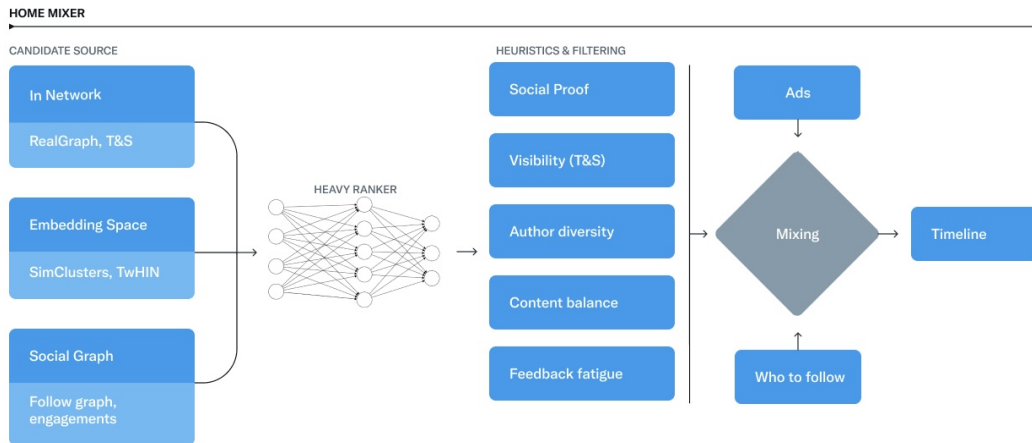 HOME MIXER
CANDIDATE SOURCE
In Network
RealGraph, T&S
Embedding Space
SimClusters, TwHIN
Social Graph
Follow graph,
engagements
HEAVY RANKER
HEURISTICS & FILTERING
Social Proof
Visibility (T&S)
Author diversity
Content balance
Feedback fatigue
Ads
Mixing
Who to follow
Timeline